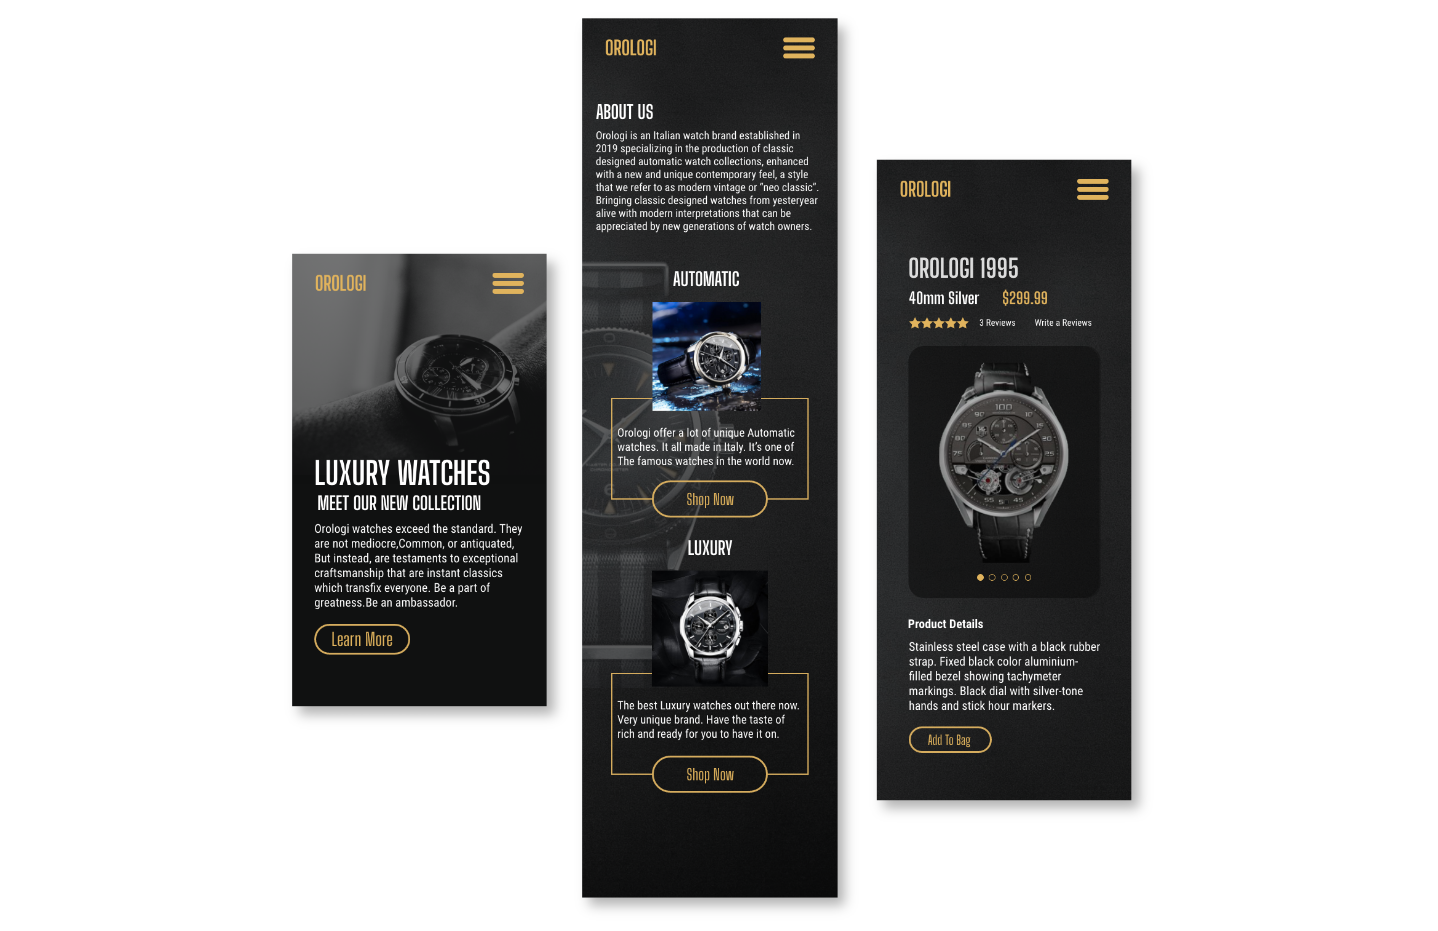 OROLOGI
LUXURY WATCHES
MEET OUR NEW COLLECTION
Orologi watches exceed the standard. They
are not mediocre,Common, or antiquated,
But instead, are testaments to exceptional
craftsmanship that are instant classics
which transfix everyone. Be a part of
greatness.Be an ambassador.
Learn More
OROLOGI
ABOUT US
Orologi is an Italian watch brand established in
2019 specializing in the production of classic
designed automatic watch collections, enhanced
with a new and unique contemporary feel, a style
that we refer to as modern vintage or "neo classic".
Bringing classic designed watches from yesteryear
alive with modern interpretations that can be
appreciated by new generations of watch owners.
AUTOMATIC
Orologi offer a lot of unique Automatic
watches. It all made in Italy. It's one of
The famous watches in the world now.
Shop Now
LUXURY
The best Luxury watches out there now.
Very unique brand. Have the taste of
rich and ready for you to have it on.
Shop Now
OROLOGI
OROLOGI 1995
40mm Silver $299.99
3 Reviews Write a Reviews
100
90
55 45
Product Details
Stainless steel case with a black rubber
strap. Fixed black color aluminium-
filled bezel showing tachymeter
markings. Black dial with silver-tone
hands and stick hour markers.
Add To Bag